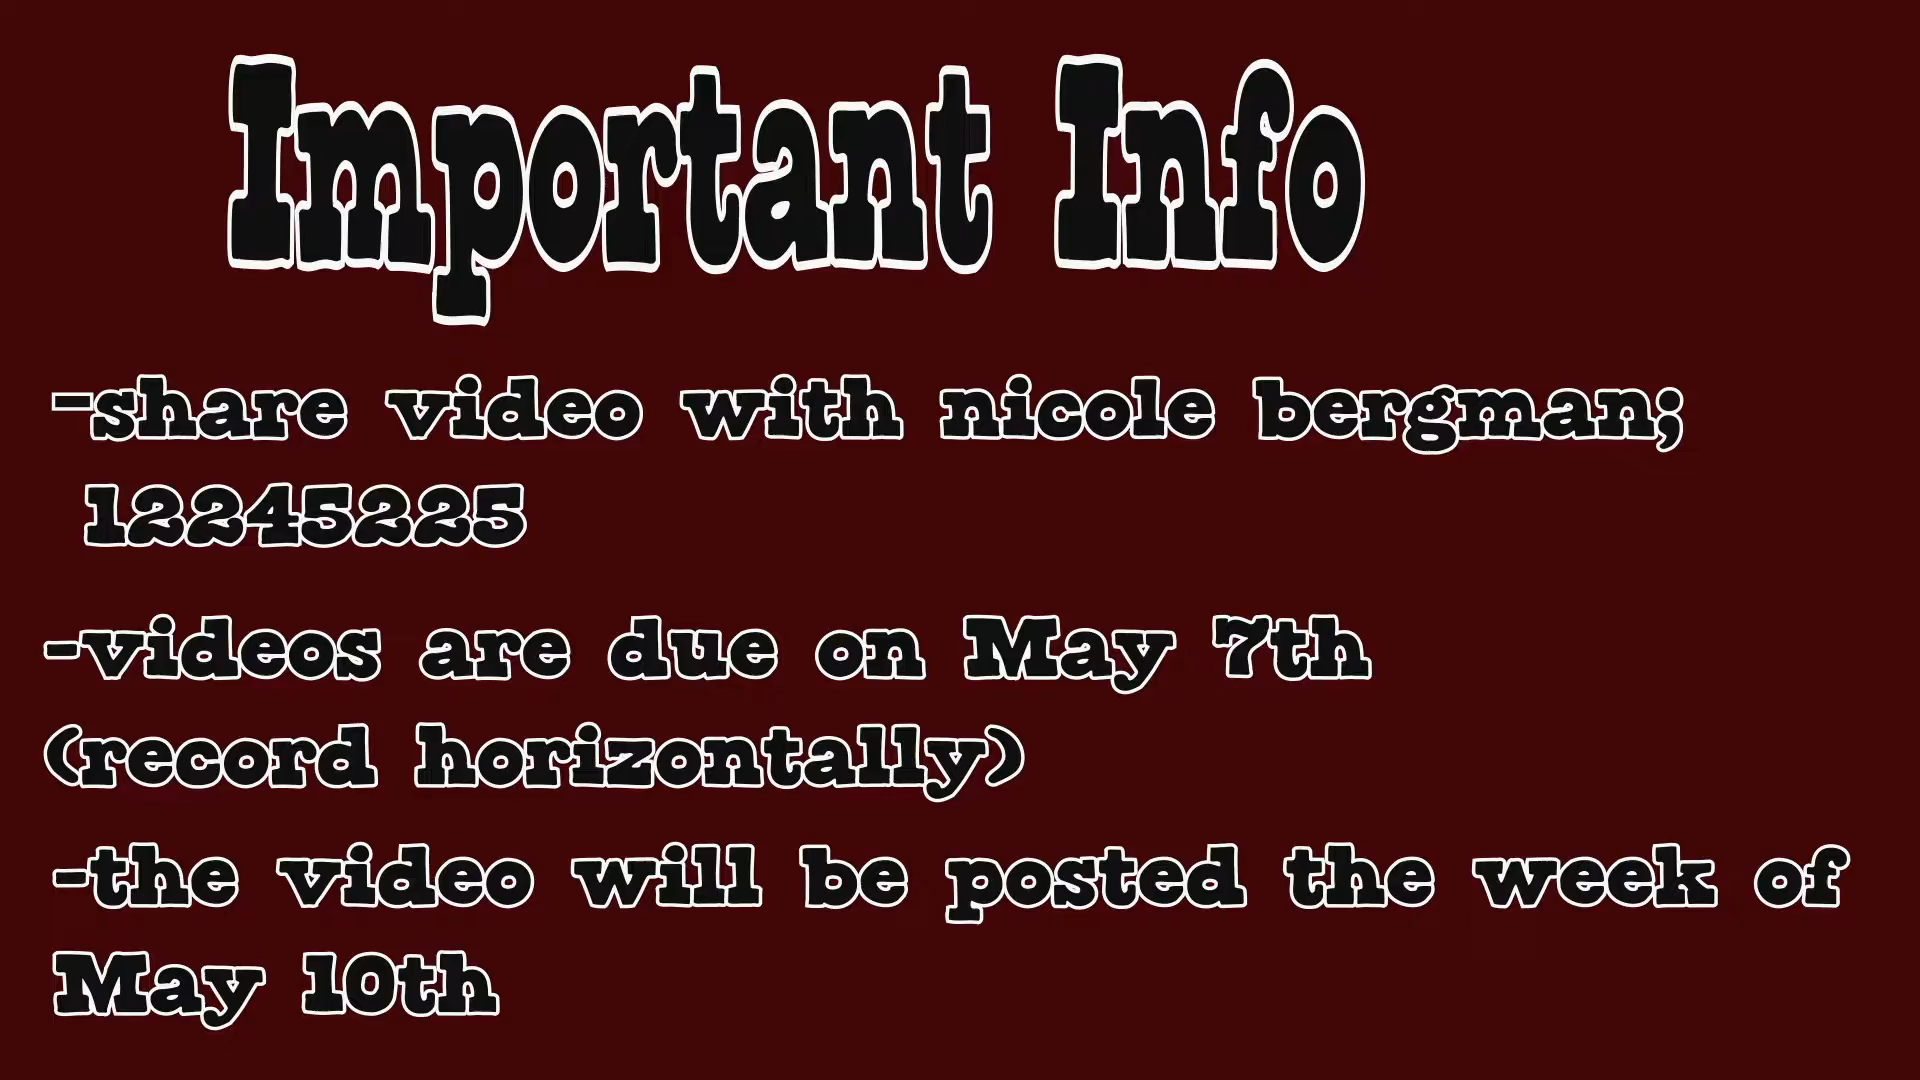 Important Info
-share video with nicole bergman;
12245225
-videos are due on May 7th
(record horizontally)
-the video will be posted the week of
May 10th